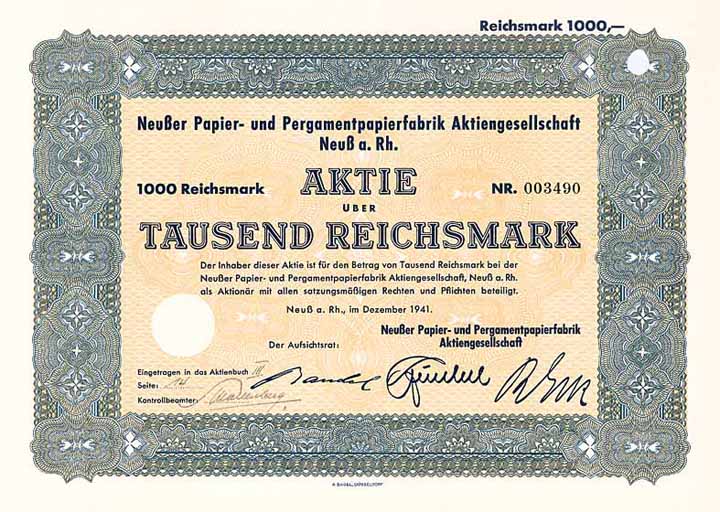 Reichsmark 1000,—
Neußer Papier- und Pergamentpapierfabrik Aktiengesellschaft
Neuß a. Rh.
1000 Reichsmark AKTIE NR. 003490
ÜBER
TAUSEND REICHSMARK
Der Inhaber dieser Aktie ist für den Betrag von Tausend Reichsmark bei der
Neußer Papier- und Pergamentpapierfabrik Aktiengesellschaft, Neuß a. Rh.
als Aktionär mit allen satzungsmäßigen Rechten und Pflichten beteiligt.
Neuß a. Rh., im Dezember 1941.
Neußer Papier- und Pergamentpapierfabrik
Aktiengesellschaft
Der Aufsichtsrat:
Eingetragen in das Aktienbuch III
Seite: 14
Kontrollbeamter: